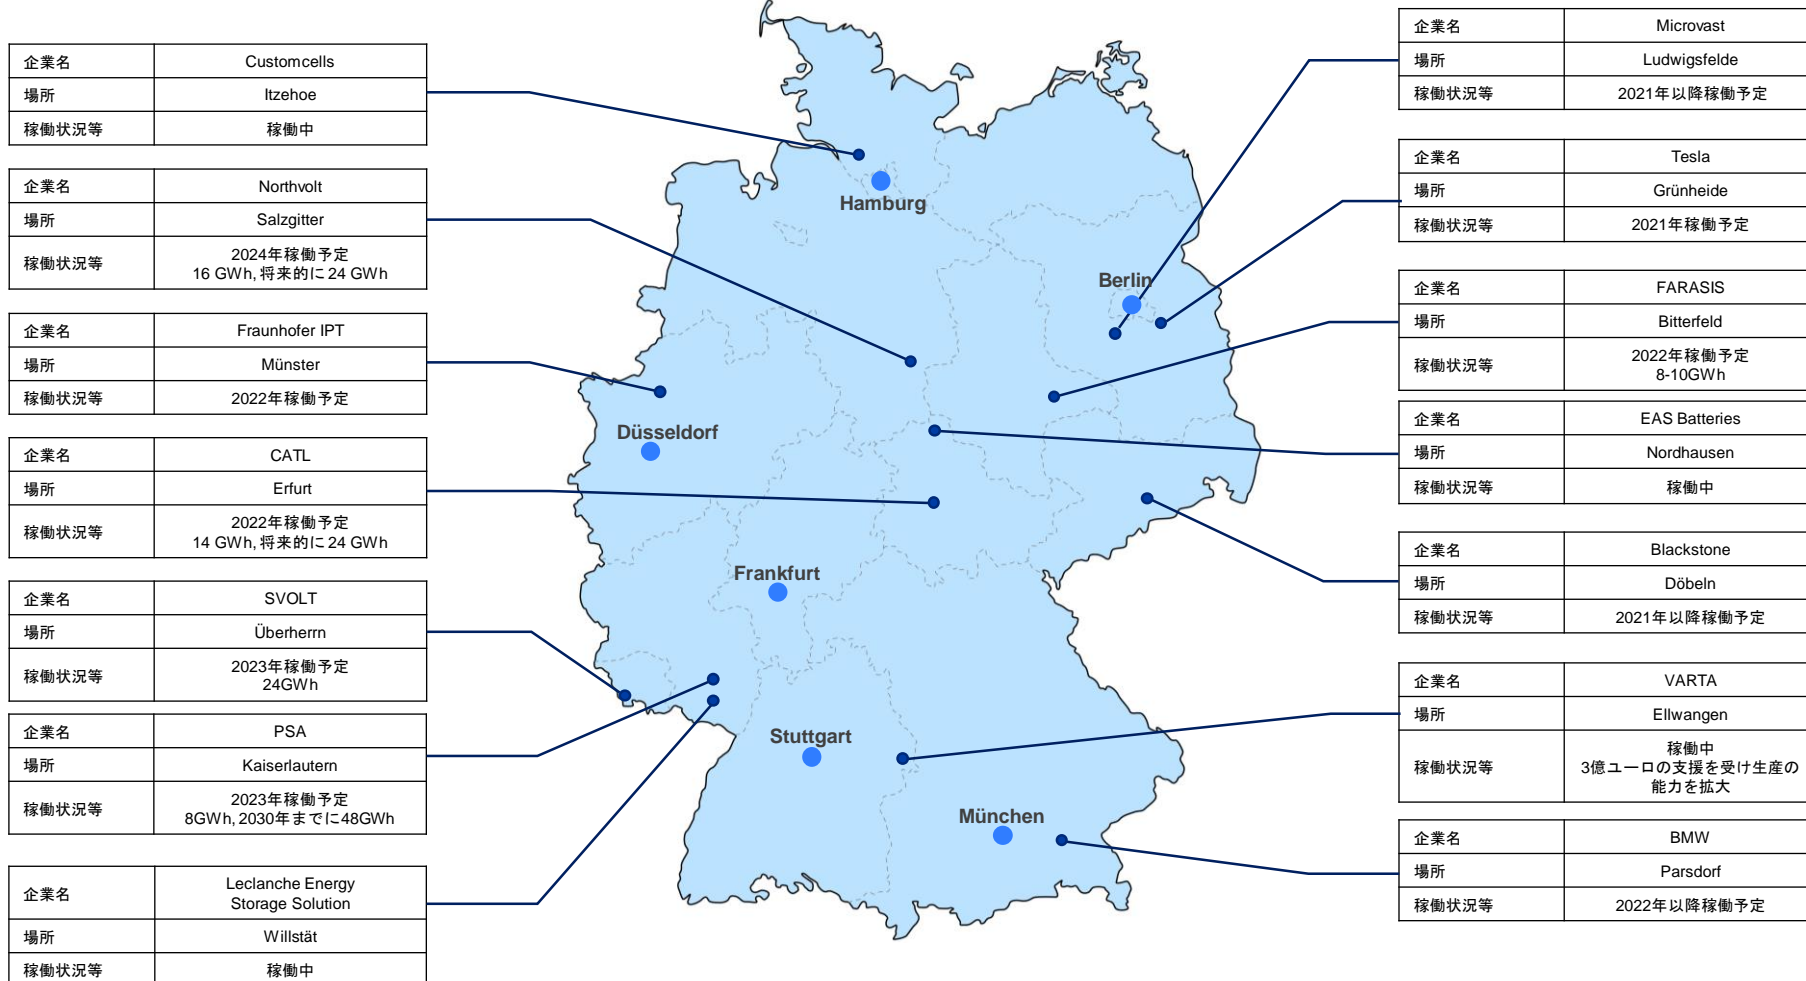 企業名 Customcells
場所 Itzehoe
稼働状況等 稼働中
企業名 Northvolt
場所 Salzgitter
稼働状況等 2024年稼働予定
16 GWh, 将来的に 24 GWh
企業名 Fraunhofer IPT
場所 Münster
稼働状況等 2022年稼働予定
企業名 CATL
場所 Erfurt
稼働状況等 2022年稼働予定
14 GWh, 将来的に 24 GWh
企業名 SVOLT
場所 Überherrn
稼働状況等 2023年稼働予定
24GWh
企業名 PSA
場所 Kaiserlautern
稼働状況等 2023年稼働予定
8GWh, 2030年までに48GWh
企業名 Leclanche Energy
Storage Solution
場所 Willstät
稼働状況等 稼働中
Hamburg
Berlin
Düsseldorf
Frankfurt
Stuttgart
München
企業名 Microvast
場所 Ludwigsfelde
稼働状況等 2021年以降稼働予定
企業名 Tesla
場所 Grünheide
稼働状況等 2021年稼働予定
企業名 FARASIS
場所 Bitterfeld
稼働状況等 2022年稼働予定
8-10GWh
企業名 EAS Batteries
場所 Nordhausen
稼働状況等 稼働中
企業名 Blackstone
場所 Döbeln
稼働状況等 2021年以降稼働予定
企業名 VARTA
場所 Ellwangen
稼働状況等 稼働中
3億ユーロの支援を受け生産の
能力を拡大
企業名 BMW
場所 Parsdorf
稼働状況等 2022年以降稼働予定